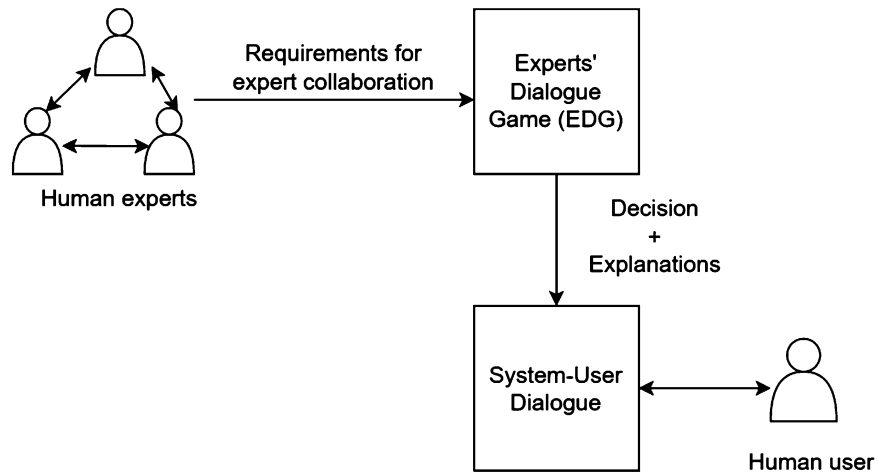 Requirements for
expert collaboration
Experts'
Dialogue
Game (EDG)
Human experts
Decision
+
Explanations
System-User
Dialogue
Human user